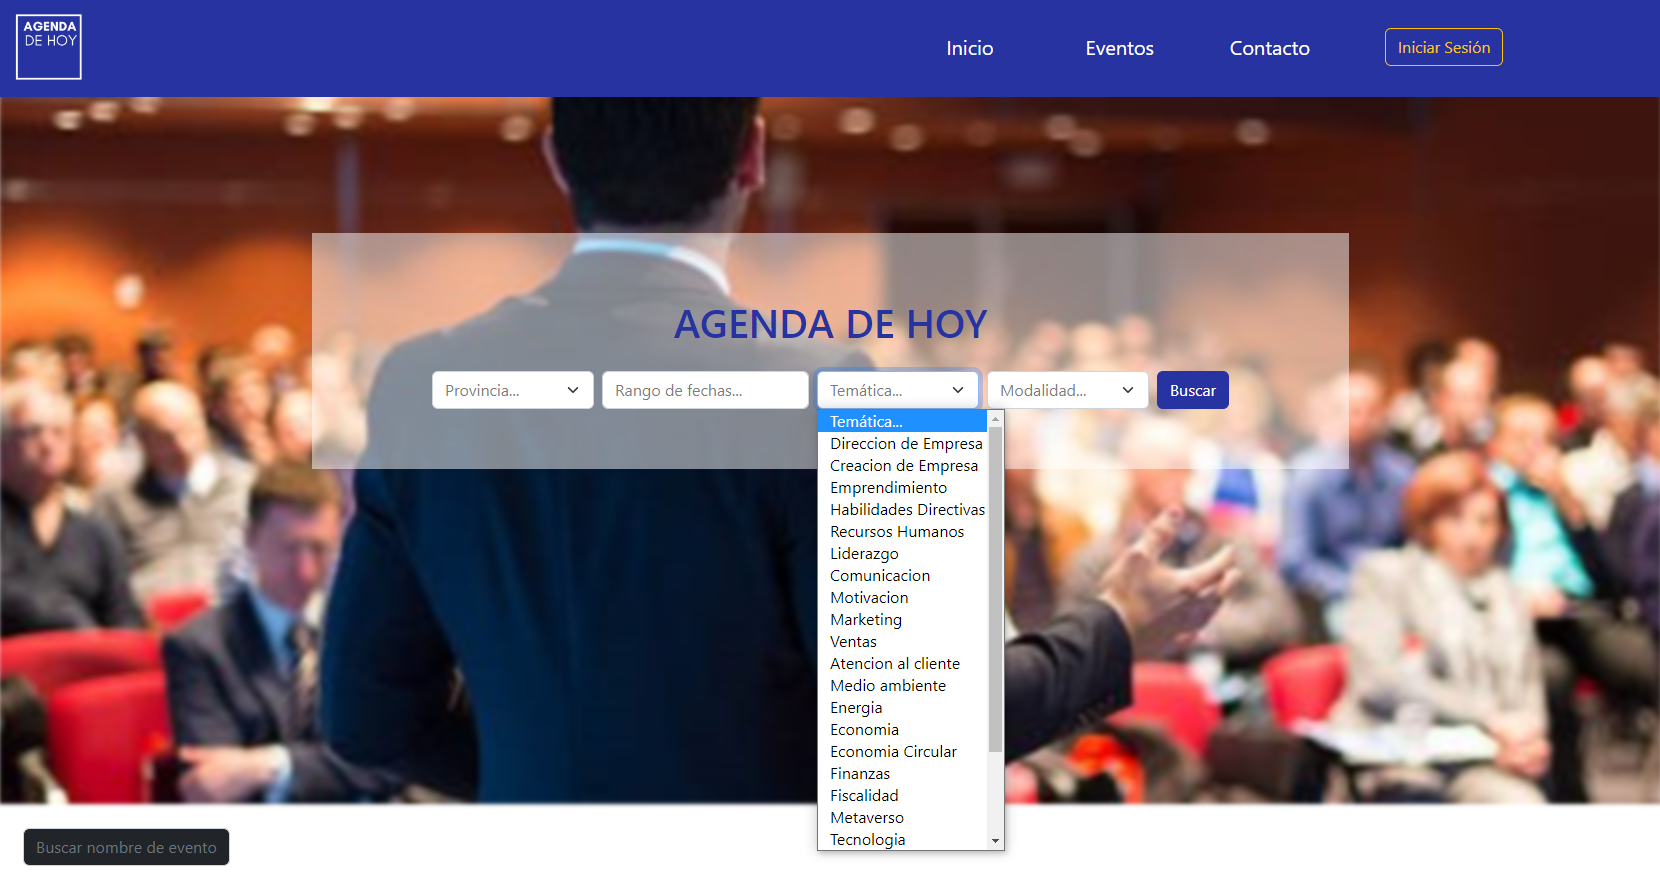 AGENDA
DE HOY
Inicio
Eventos
Contacto
Iniciar Sesión
AGENDA DE HOY
Provincia...
Rango de fechas...
Temática...
Modalidad...
Buscar
Temática...
Direccion de Empresa
Creacion de Empresa
Emprendimiento
Habilidades Directivas
Recursos Humanos
Liderazgo
Comunicacion
Motivacion
Marketing
Ventas
Atencion al cliente
Medio ambiente
Energia
Economia
Economia Circular
Finanzas
Fiscalidad
Metaverso
Tecnologia
Buscar nombre de evento